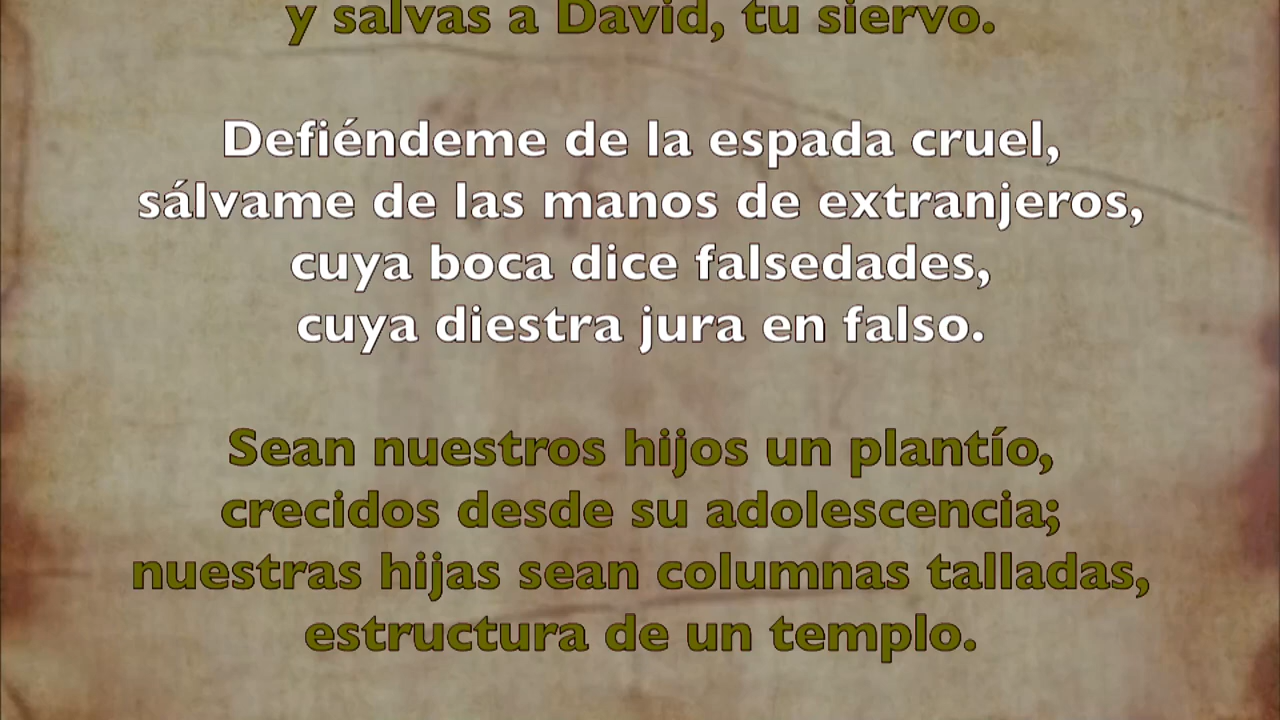 y salvas a David, tu siervo.
Defiéndeme de la espada cruel,
sálvame de las manos de extranjeros,
cuya boca dice falsedades,
cuya diestra jura en falso.
Sean nuestros hijos un plantío,
crecidos desde su adolescencia;
nuestras hijas sean columnas talladas,
estructura de un templo.